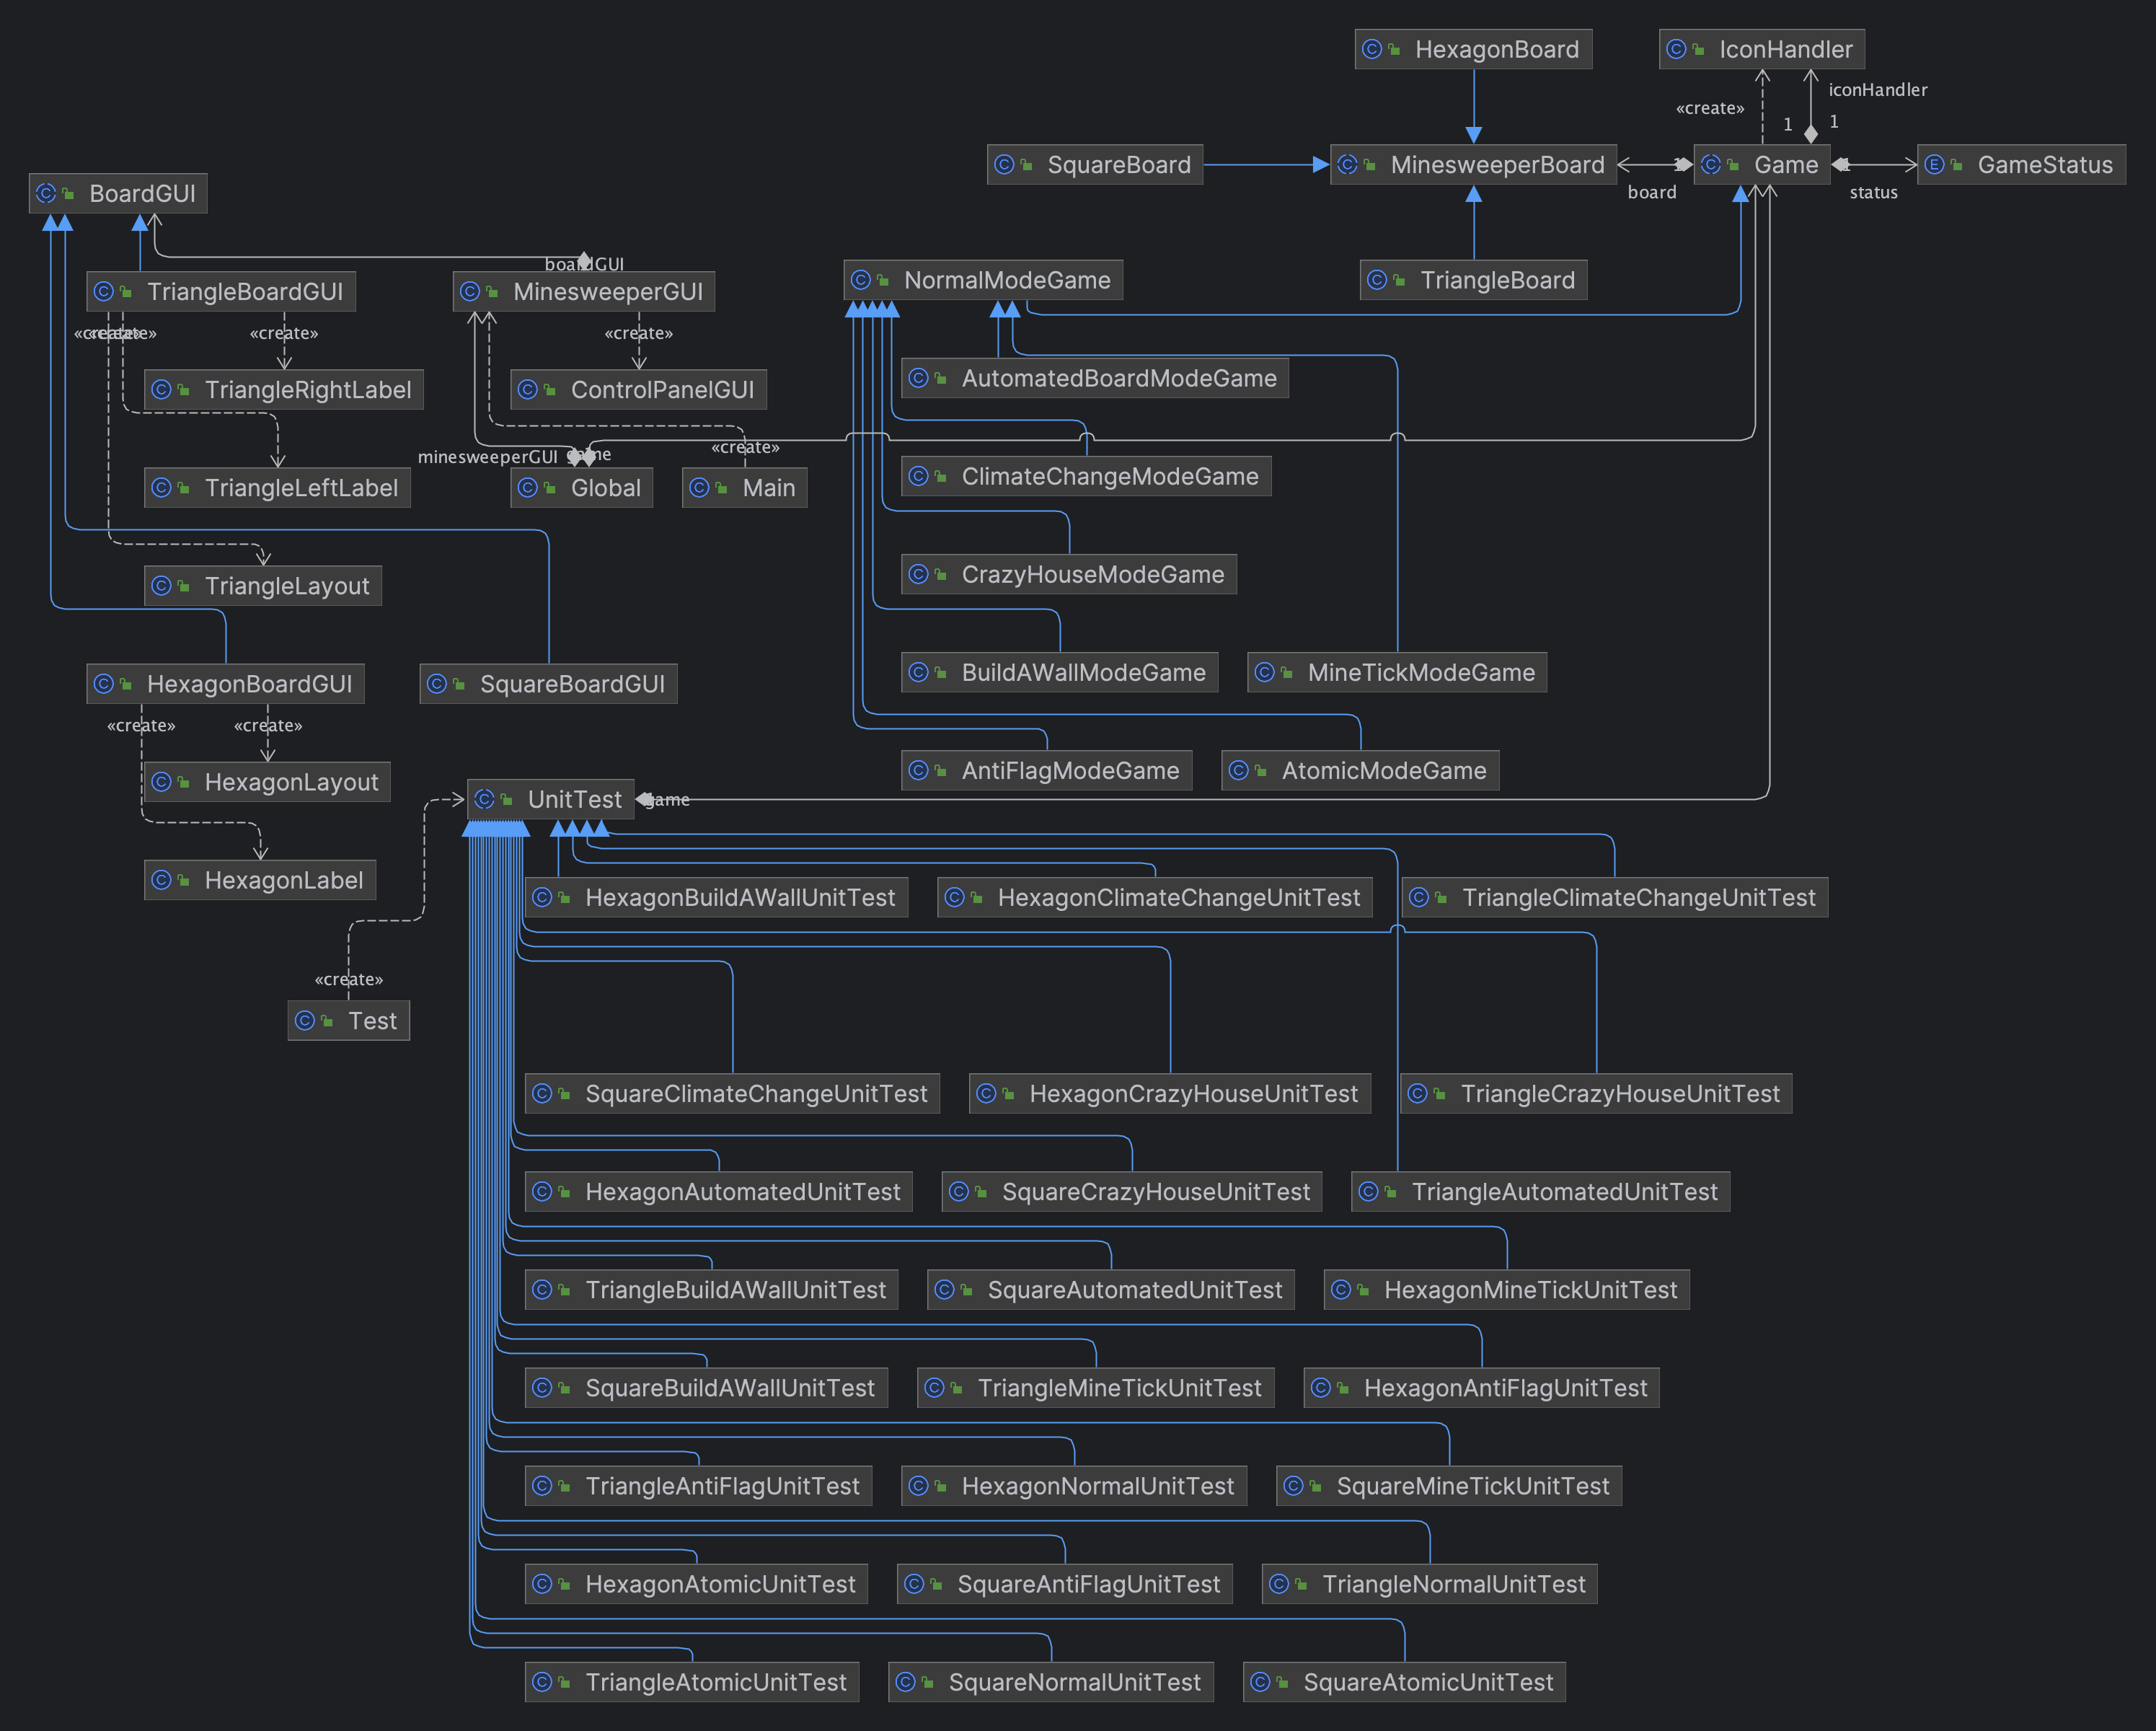 HexagonBoard
IconHandler
«create»
iconHandler
1
1
SquareBoard
MinesweeperBoard
1
Game
1
GameStatus
board
status
BoardGUI
boardGUI
TriangleBoardGUI
MinesweeperGUI
NormalModeGame
TriangleBoard
«create»
«create»
«create»
«create»
TriangleRightLabel
ControlPanelGUI
AutomatedBoardModeGame
minesweeperGUI
game
«create»
TriangleLeftLabel
Global
Main
ClimateChangeModeGame
TriangleLayout
CrazyHouseModeGame
HexagonBoardGUI
SquareBoardGUI
BuildAWallModeGame
MineTickModeGame
«create»
«create»
HexagonLayout
AntiFlagModeGame
AtomicModeGame
UnitTest
game
HexagonLabel
HexagonBuildAWallUnitTest
HexagonClimateChangeUnitTest
TriangleClimateChangeUnitTest
«create»
Test
SquareClimateChangeUnitTest
HexagonCrazyHouseUnitTest
TriangleCrazyHouseUnitTest
HexagonAutomatedUnitTest
SquareCrazyHouseUnitTest
TriangleAutomatedUnitTest
TriangleBuildAWallUnitTest
SquareAutomatedUnitTest
HexagonMineTickUnitTest
SquareBuildAWallUnitTest
TriangleMineTickUnitTest
HexagonAntiFlagUnitTest
TriangleAntiFlagUnitTest
HexagonNormalUnitTest
SquareMineTickUnitTest
HexagonAtomicUnitTest
SquareAntiFlagUnitTest
TriangleNormalUnitTest
TriangleAtomicUnitTest
SquareNormalUnitTest
SquareAtomicUnitTest